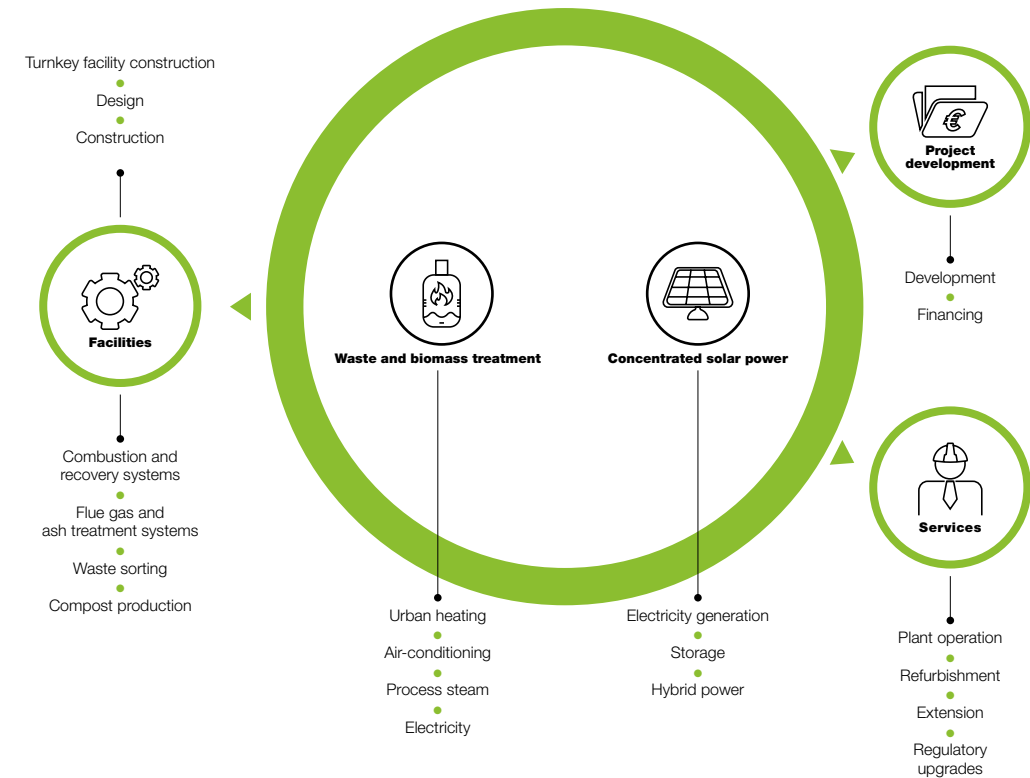 Turnkey facility construction
Design
Construction
Facilities
Combustion and
recovery systems
Flue gas and
ash treatment systems
Waste sorting
Compost production
Waste and biomass treatment
Urban heating
Air-conditioning
Process steam
Electricity
Concentrated solar power
Electricity generation
Storage
Hybrid power
€
Project
development
Development
Financing
Services
Plant operation
Refurbishment
Extension
Regulatory
upgrades